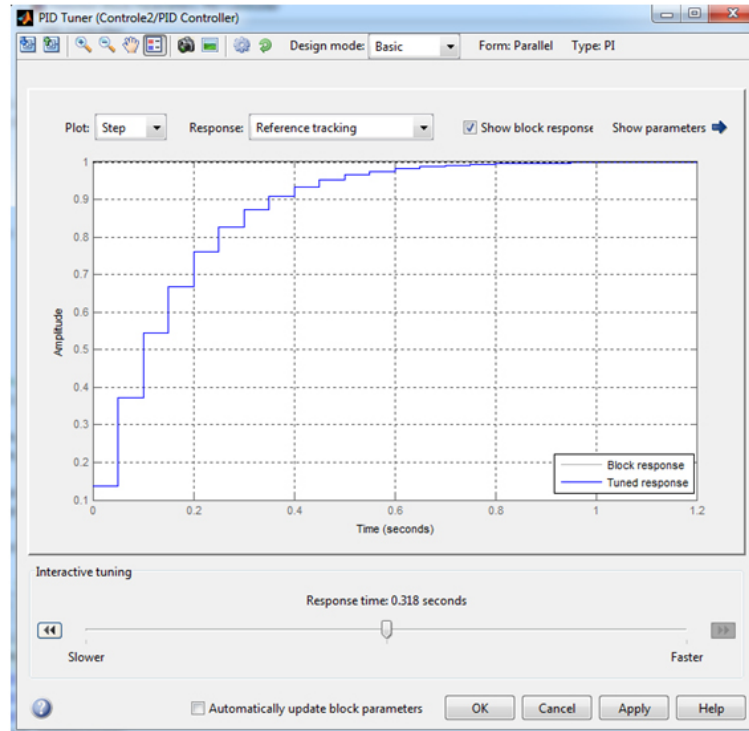 PID Tuner (Controle2/PID Controller)
Design mode: Basic Form: Parallel Type: PI
Plot: Step Response: Reference tracking Show block response Show parameters
1
0.9
0.8
0.7
0.6
0.5
0.4
0.3
0.2
0.1
Amplitude
Block response
Tuned response
0 0.2 0.4 0.6 0.8 1 1.2
Time (seconds)
Interactive tuning
Response time: 0.318 seconds
Slower Faster
? Automatically update block parameters OK Cancel Apply Help